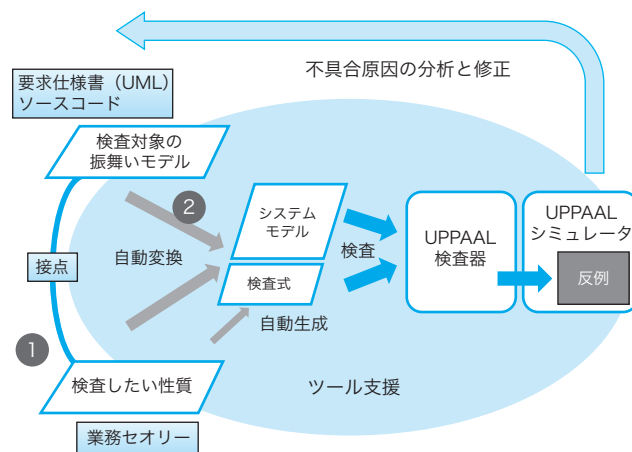 不具合原因の分析と修正
要求仕様書（UML）
ソースコード
検査対象の
振舞いモデル
2
システム
モデル
UPPAAL
検査器
UPPAAL
シミュレータ
検査
自動変換
接点
検査式
反例
自動生成
1
検査したい性質
ツール支援
業務セオリー